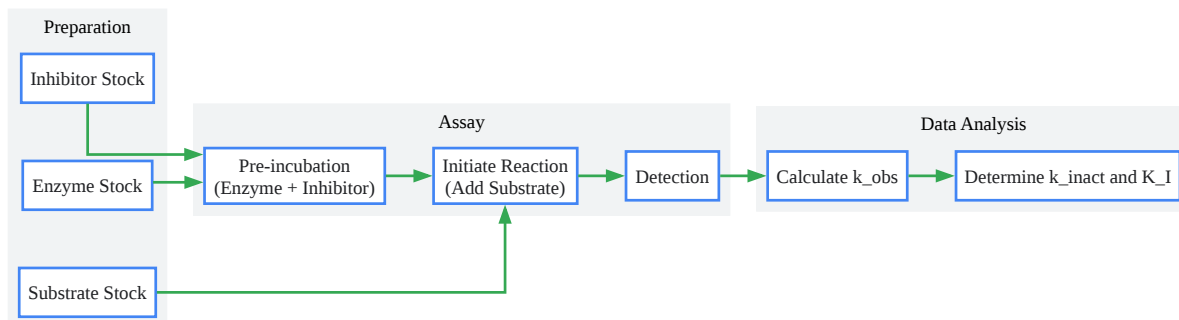 Preparation
Inhibitor Stock
Enzyme Stock
Substrate Stock
Assay
Pre-incubation
(Enzyme + Inhibitor)
Initiate Reaction
(Add Substrate)
Detection
Data Analysis
Calculate k_obs
Determine k_inact and K_I